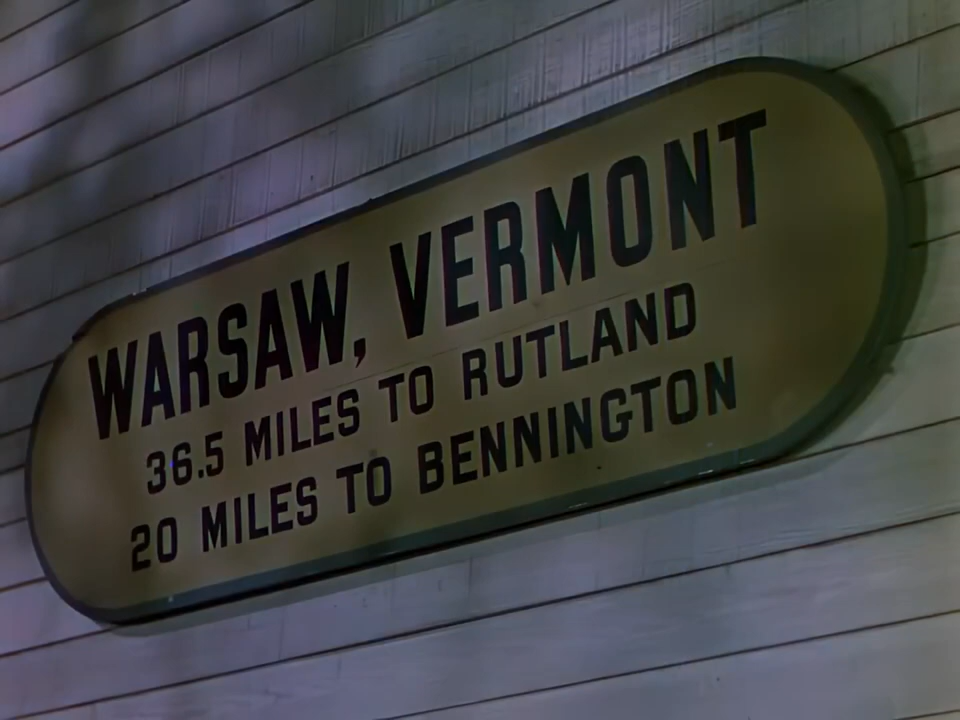 WARSAW, VERMONT
36.5 MILES TO RUTLAND
20 MILES TO BENNINGTON